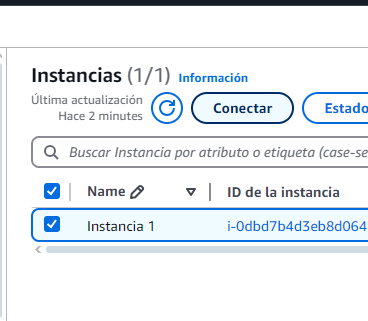 Instancias (1/1) Información
Última actualización
Hace 2 minutes
Conectar
Estado
Buscar Instancia por atributo o etiqueta (case-se
Name
ID de la instancia
Instancia 1
i-0dbd7b4d3eb8d064